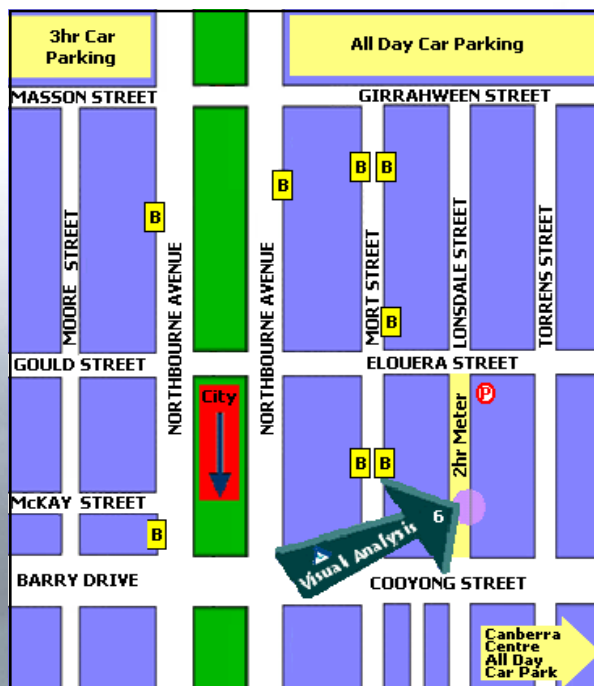 3hr Car
Parking
All Day Car Parking
MASSON STREET
GIRRAHWEEN STREET
B
B
B
B
MOORE STREET
NORTHBOURNE AVENUE
NORTHBOURNE AVENUE
MORT STREET
LONSDALE STREET
TORRENS STREET
B
GOULD STREET
ELOUERA STREET
City
2hr Meter
P
B
B
McKAY STREET
6
Visual Analysis
B
BARRY DRIVE
COOYONG STREET
Canberra
Centre
All Day
Car Park